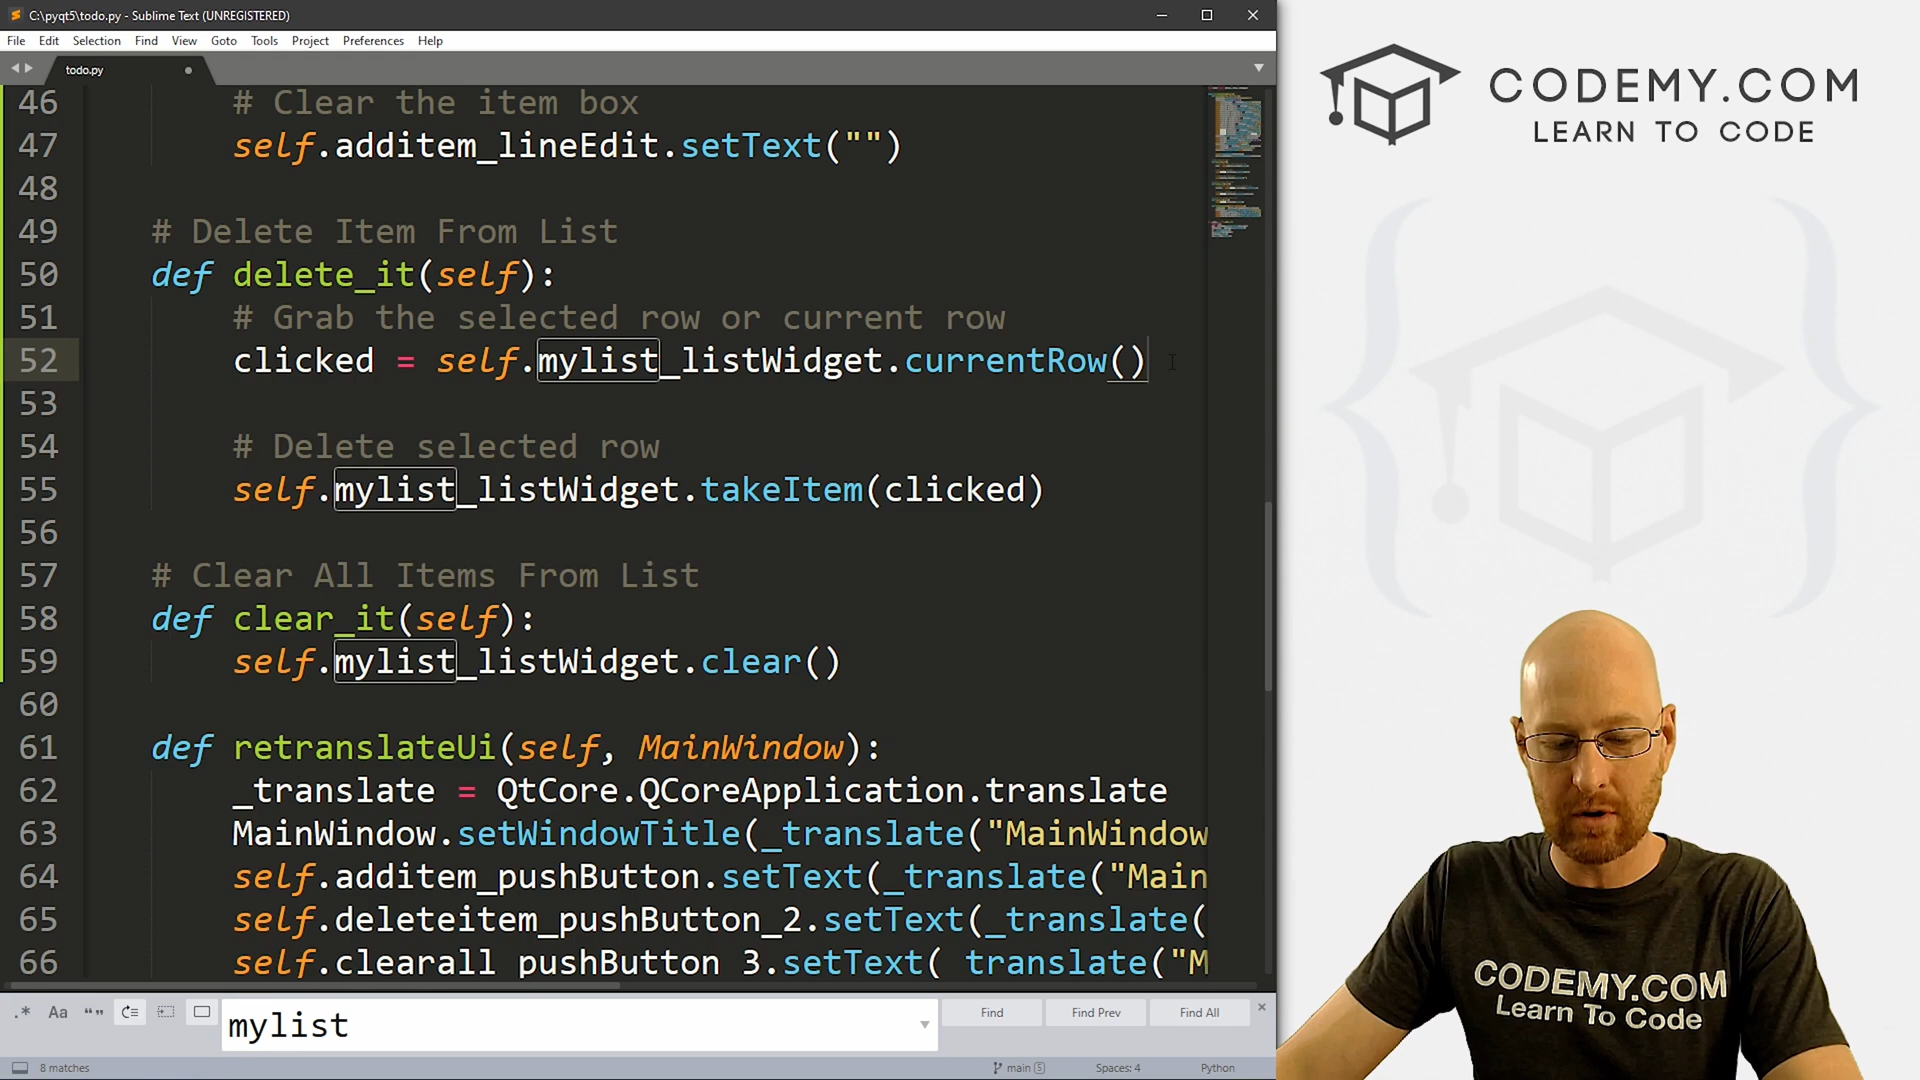 C:\pyqt5\todo.py - Sublime Text (UNREGISTERED)
File Edit Selection Find View Goto Tools Project Preferences Help
todo.py
46 # Clear the item box
47 self.additem_lineEdit.setText("")
48
49 # Delete Item From List
50 def delete_it(self):
51 # Grab the selected row or current row
52 clicked = self.mylist_listWidget.currentRow()
53
54 # Delete selected row
55 self.mylist_listWidget.takeItem(clicked)
56
57 # Clear All Items From List
58 def clear_it(self):
59 self.mylist_listWidget.clear()
60
61 def retranslateUi(self, MainWindow):
62 _translate = QtCore.QCoreApplication.translate
63 MainWindow.setWindowTitle(_translate("MainWindow
64 self.additem_pushButton.setText(_translate("Main
65 self.deleteitem_pushButton_2.setText(_translate(
66 self.clearall_pushButton_3.setText(_translate("M
.* Aa “” mylist Find Find Prev Find All
8 matches main 5 Spaces: 4 Python
CODEMY.COM
LEARN TO CODE
CODEMY.COM
Learn To Code